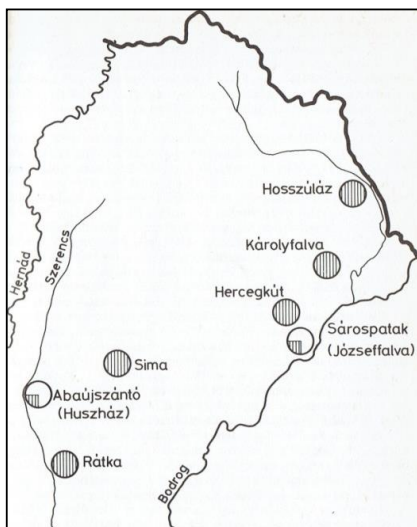 Hosszúláz
Károlyfalva
Hercegkút
Sárospatak
(Józseffalva)
Hernád
Szerencs
Sima
Abaújszántó
(Huszház)
Rátka
Bodrog